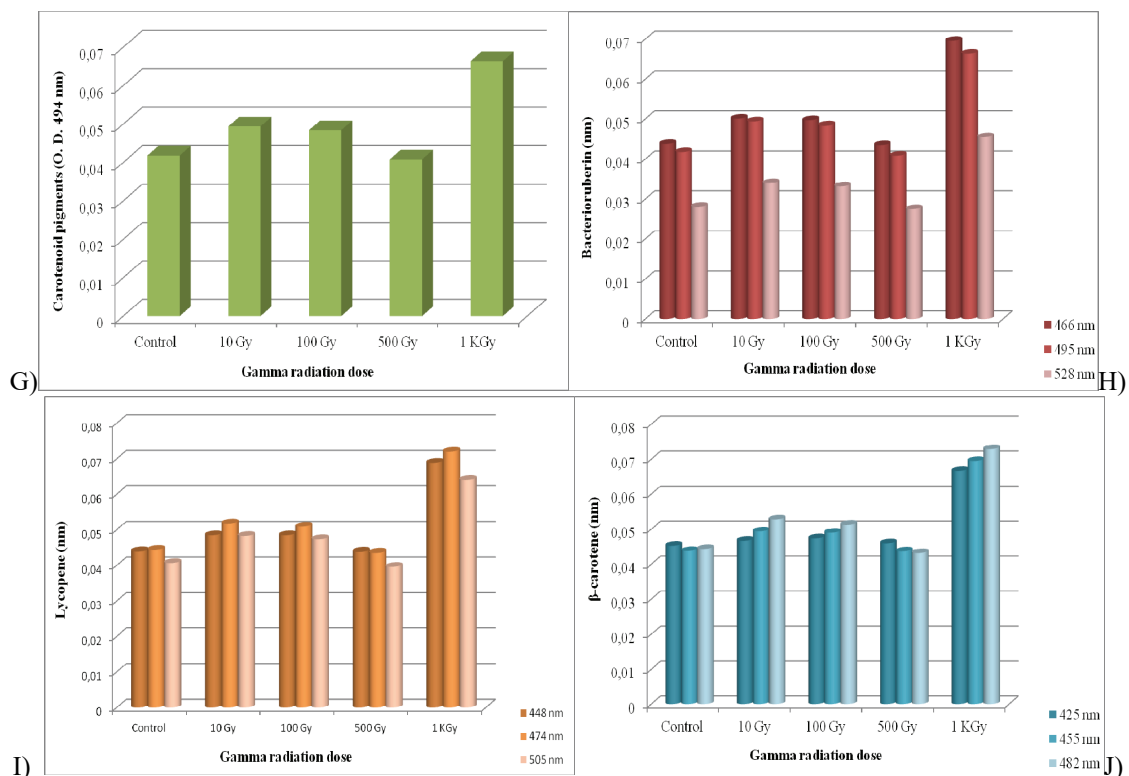 Carotenoid pigments (O. D. 494 nm)
0,07
0,06
0,05
0,04
0,03
0,02
0,01
0
Control 10 Gy 100 Gy 500 Gy 1 KGy
Gamma radiation dose
G)
Bacterioruberin (nm)
0,07
0,06
0,05
0,04
0,03
0,02
0,01
0
Control 10 Gy 100 Gy 500 Gy 1 KGy
Gamma radiation dose
466 nm
495 nm
528 nm
H)
Lycopene (nm)
0,08
0,07
0,06
0,05
0,04
0,03
0,02
0,01
0
Control 10 Gy 100 Gy 500 Gy 1 KGy
Gamma radiation dose
448 nm
474 nm
505 nm
I)
β-carotene (nm)
0,08
0,07
0,06
0,05
0,04
0,03
0,02
0,01
0
Control 10 Gy 100 Gy 500 Gy 1 KGy
Gamma radiation dose
425 nm
455 nm
482 nm
J)